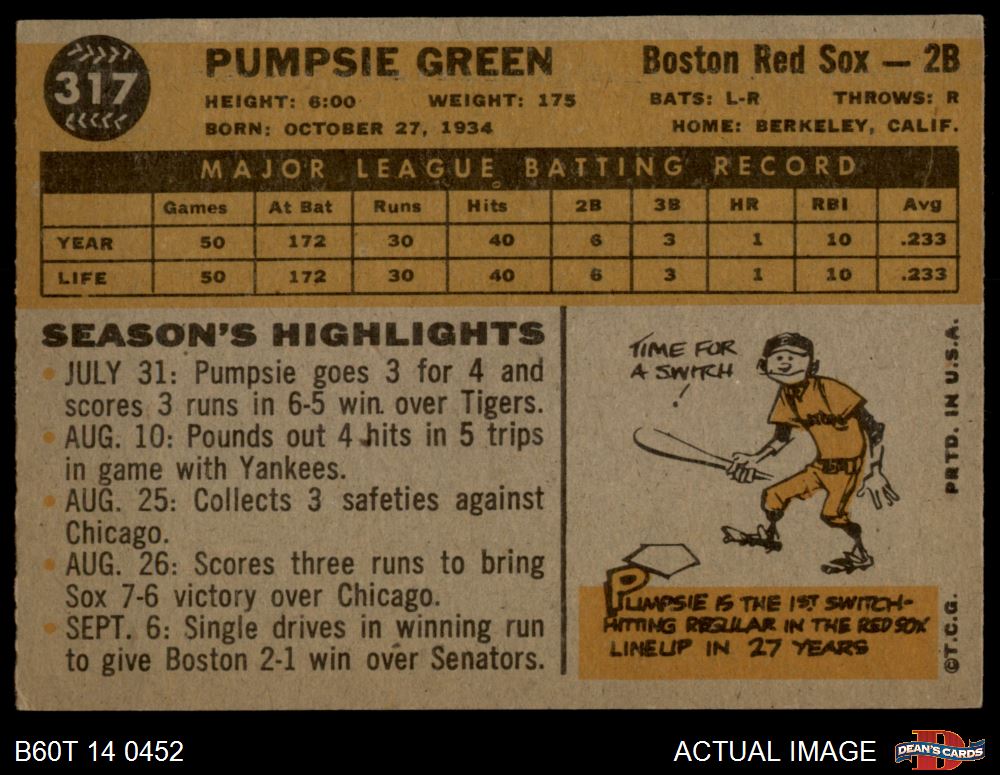 317
PUMPSIE GREEN
Boston Red Sox — 2B
HEIGHT: 6:00 WEIGHT: 175 BATS: L-R THROWS: R
BORN: OCTOBER 27, 1934 HOME: BERKELEY, CALIF.
MAJOR LEAGUE BATTING RECORD
Games At Bat Runs Hits 2B 3B HR RBI Avg
YEAR 50 172 30 40 6 3 1 10 .233
LIFE 50 172 30 40 6 3 1 10 .233
SEASON'S HIGHLIGHTS
• JULY 31: Pumpsie goes 3 for 4 and
scores 3 runs in 6-5 win over Tigers.
• AUG. 10: Pounds out 4 hits in 5 trips
in game with Yankees.
• AUG. 25: Collects 3 safeties against
Chicago.
• AUG. 26: Scores three runs to bring
Sox 7-6 victory over Chicago.
• SEPT. 6: Single drives in winning run
to give Boston 2-1 win over Senators.
TIME FOR
A SWITCH
!
PUMPSIE IS THE 1ST SWITCH-
HITTING REGULAR IN THE RED SOX
LINEUP IN 27 YEARS
©T.C.G. PRTD. IN U.S.A.
B60T 14 0452
ACTUAL IMAGE
D
DEAN'S CARDS